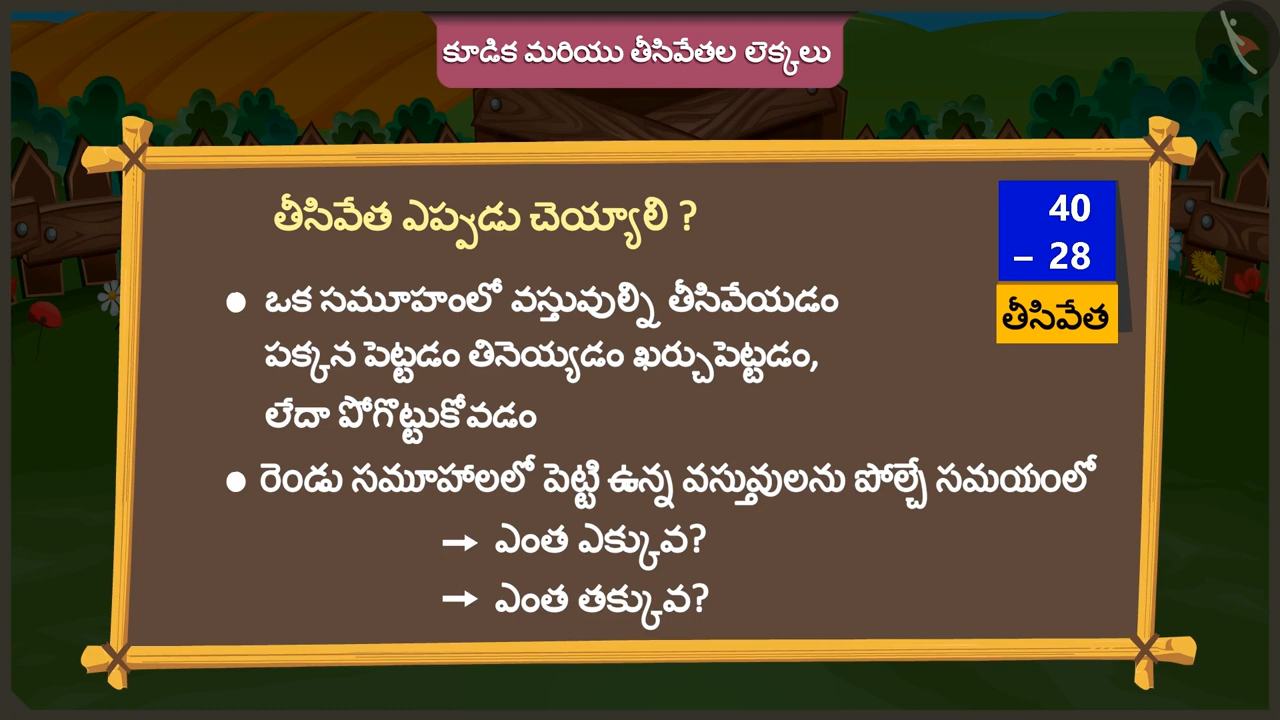 కూడిక మరియు తీసివేతల లెక్కలు
తీసివేత ఎప్పడు చెయ్యాలి ?
40
– 28
తీసివేత
● ఒక సమూహంలో వస్తువుల్ని తీసివేయడం
పక్కన పెట్టడం తినెయ్యడం ఖర్చుపెట్టడం,
లేదా పోగొట్టుకోవడం
● రెండు సమూహాలలో పెట్టి ఉన్న వస్తువులను పోల్చే సమయంలో
→ ఎంత ఎక్కువ?
→ ఎంత తక్కువ?